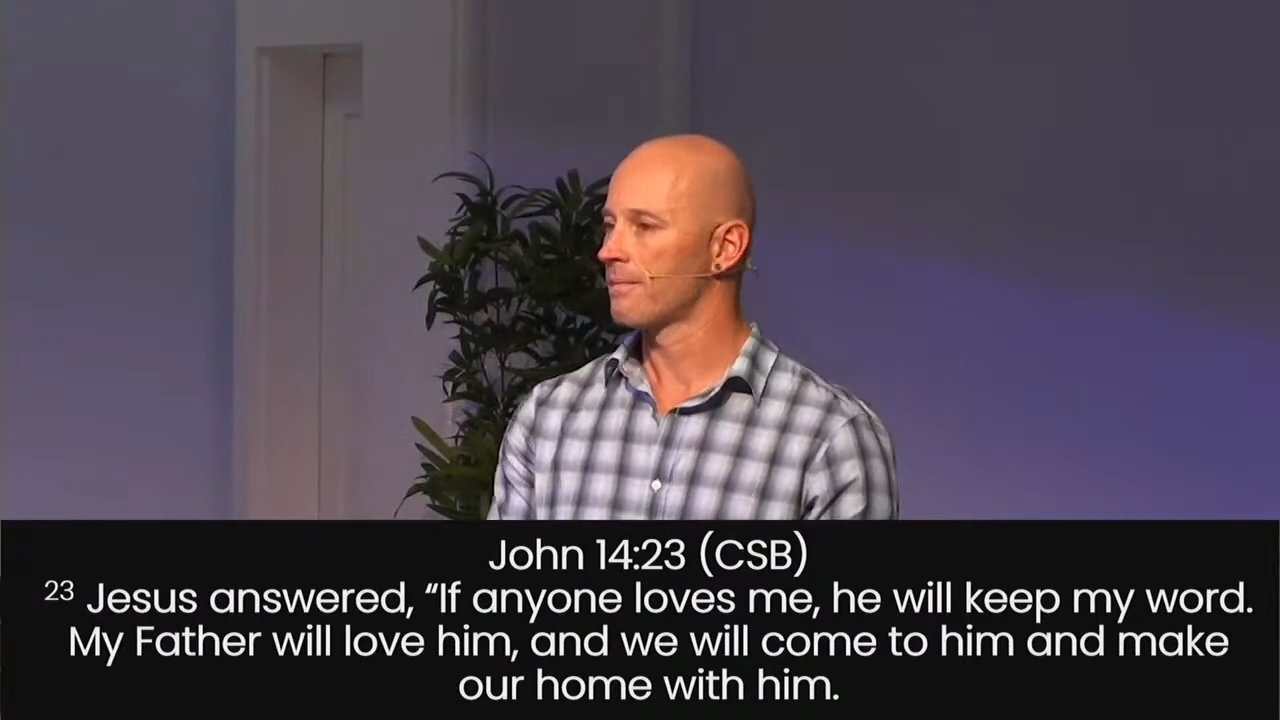 John 14:23 (CSB)
23 Jesus answered, “If anyone loves me, he will keep my word.
My Father will love him, and we will come to him and make
our home with him.